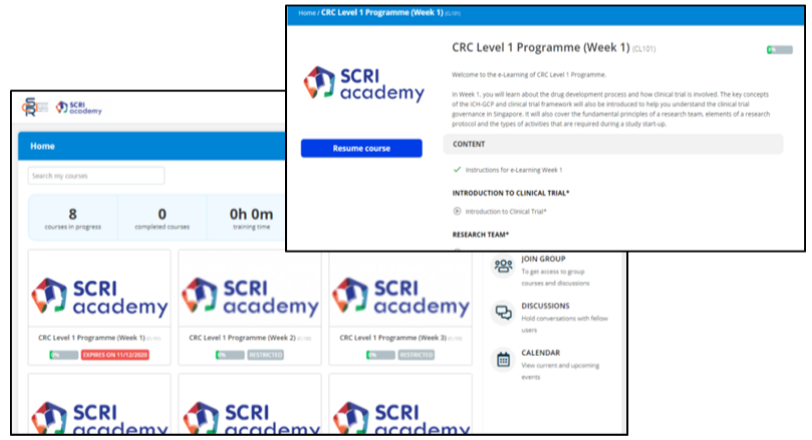 Home / CRC Level 1 Programme (Week 1) (CL101)
SCRI
academy
Resume course
CRC Level 1 Programme (Week 1) (CL101)
Welcome to the e-Learning of CRC Level 1 Programme.
In Week 1, you will learn about the drug development process and how clinical trial is involved. The key concepts
of the ICH-GCP and clinical trial framework will also be introduced to help you understand the clinical trial
governance in Singapore. It will also cover the fundamental principles of a research team, elements of a research
protocol and the types of activities that are required during a study start-up.
CONTENT
Instructions for e-Learning Week 1
INTRODUCTION TO CLINICAL TRIAL*
Introduction to Clinical Trial*
RESEARCH TEAM*
SCRI
academy
Home
Search my courses
8
courses in progress
0
completed courses
0h 0m
training time
SCRI
academy
CRC Level 1 Programme (Week 1)
EXPIRES ON 11/12/2020
SCRI
academy
CRC Level 1 Programme (Week 2)
RESTRICTED
SCRI
academy
CRC Level 1 Programme (Week 3)
RESTRICTED
SCRI
academy
SCRI
academy
SCRI
academy
JOIN GROUP
To get access to group
courses and discussions
DISCUSSIONS
Hold conversations with fellow
users
CALENDAR
View current and upcoming
events